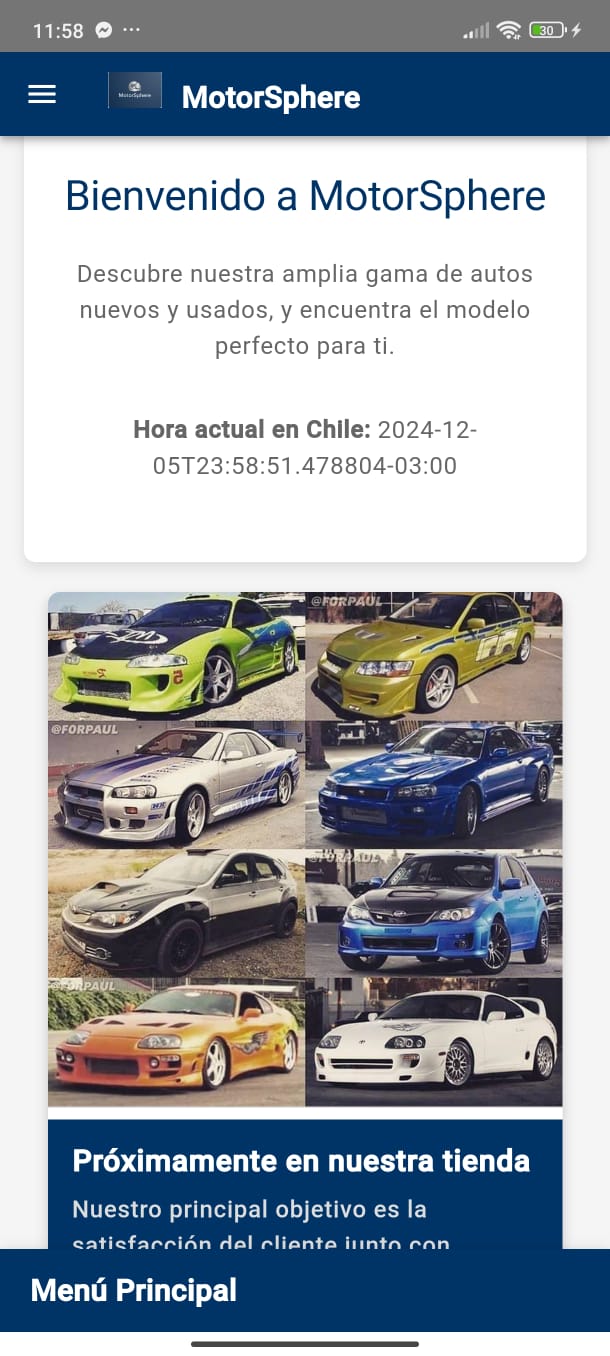 11:58
30
MotorSphere
MotorSphere
Bienvenido a MotorSphere
Descubre nuestra amplia gama de autos
nuevos y usados, y encuentra el modelo
perfecto para ti.
Hora actual en Chile: 2024-12-
05T23:58:51.478804-03:00
@FORPAUL
@FORPAUL
@FORPAUL
@FORPAUL
Próximamente en nuestra tienda
Nuestro principal objetivo es la
satisfacción del cliente junto con
Menú Principal